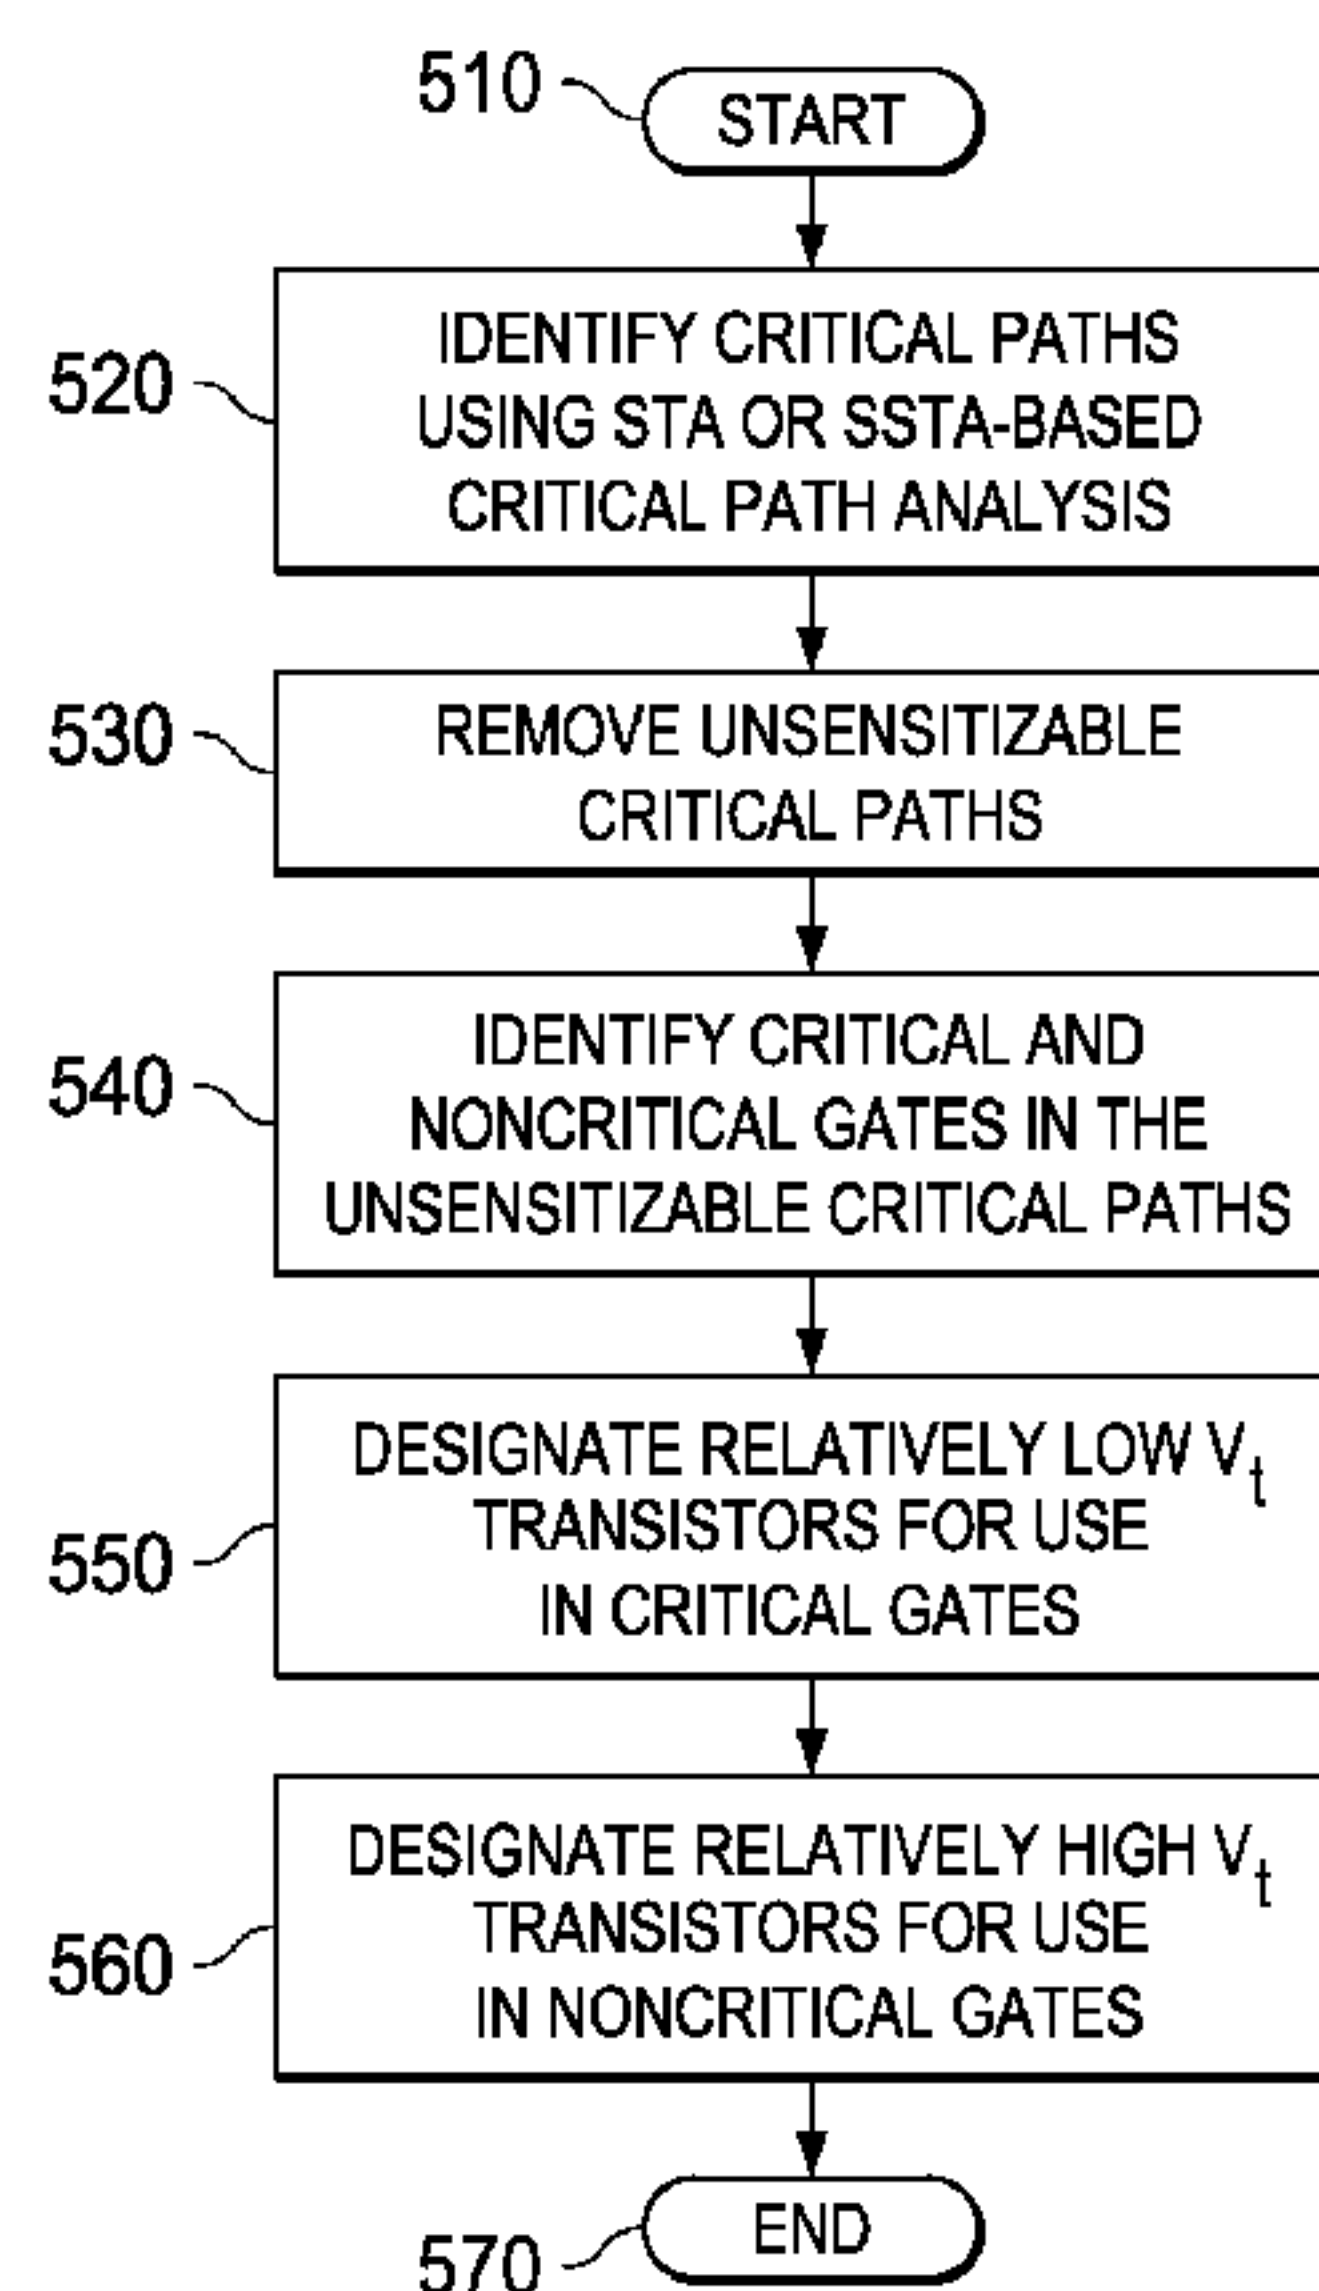 510
START
520
IDENTIFY CRITICAL PATHS
USING STA OR SSTA-BASED
CRITICAL PATH ANALYSIS
530
REMOVE UNSENSITIZABLE
CRITICAL PATHS
540
IDENTIFY CRITICAL AND
NONCRITICAL GATES IN THE
UNSENSITIZABLE CRITICAL PATHS
550
DESIGNATE RELATIVELY LOW Vt
TRANSISTORS FOR USE
IN CRITICAL GATES
560
DESIGNATE RELATIVELY HIGH Vt
TRANSISTORS FOR USE
IN NONCRITICAL GATES
570
END